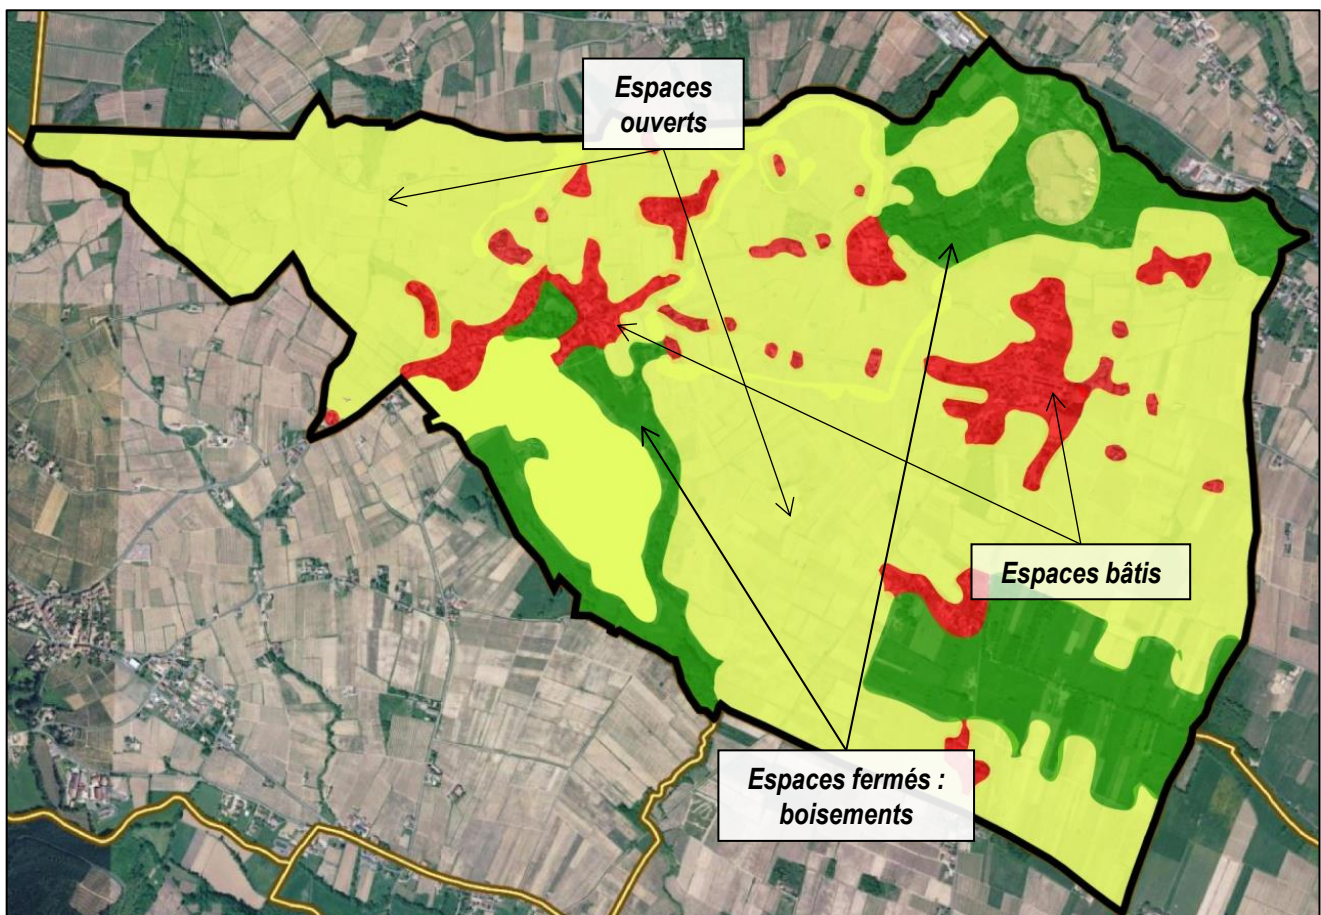 Espaces
ouverts
Espaces bâtis
Espaces fermés :
boisements